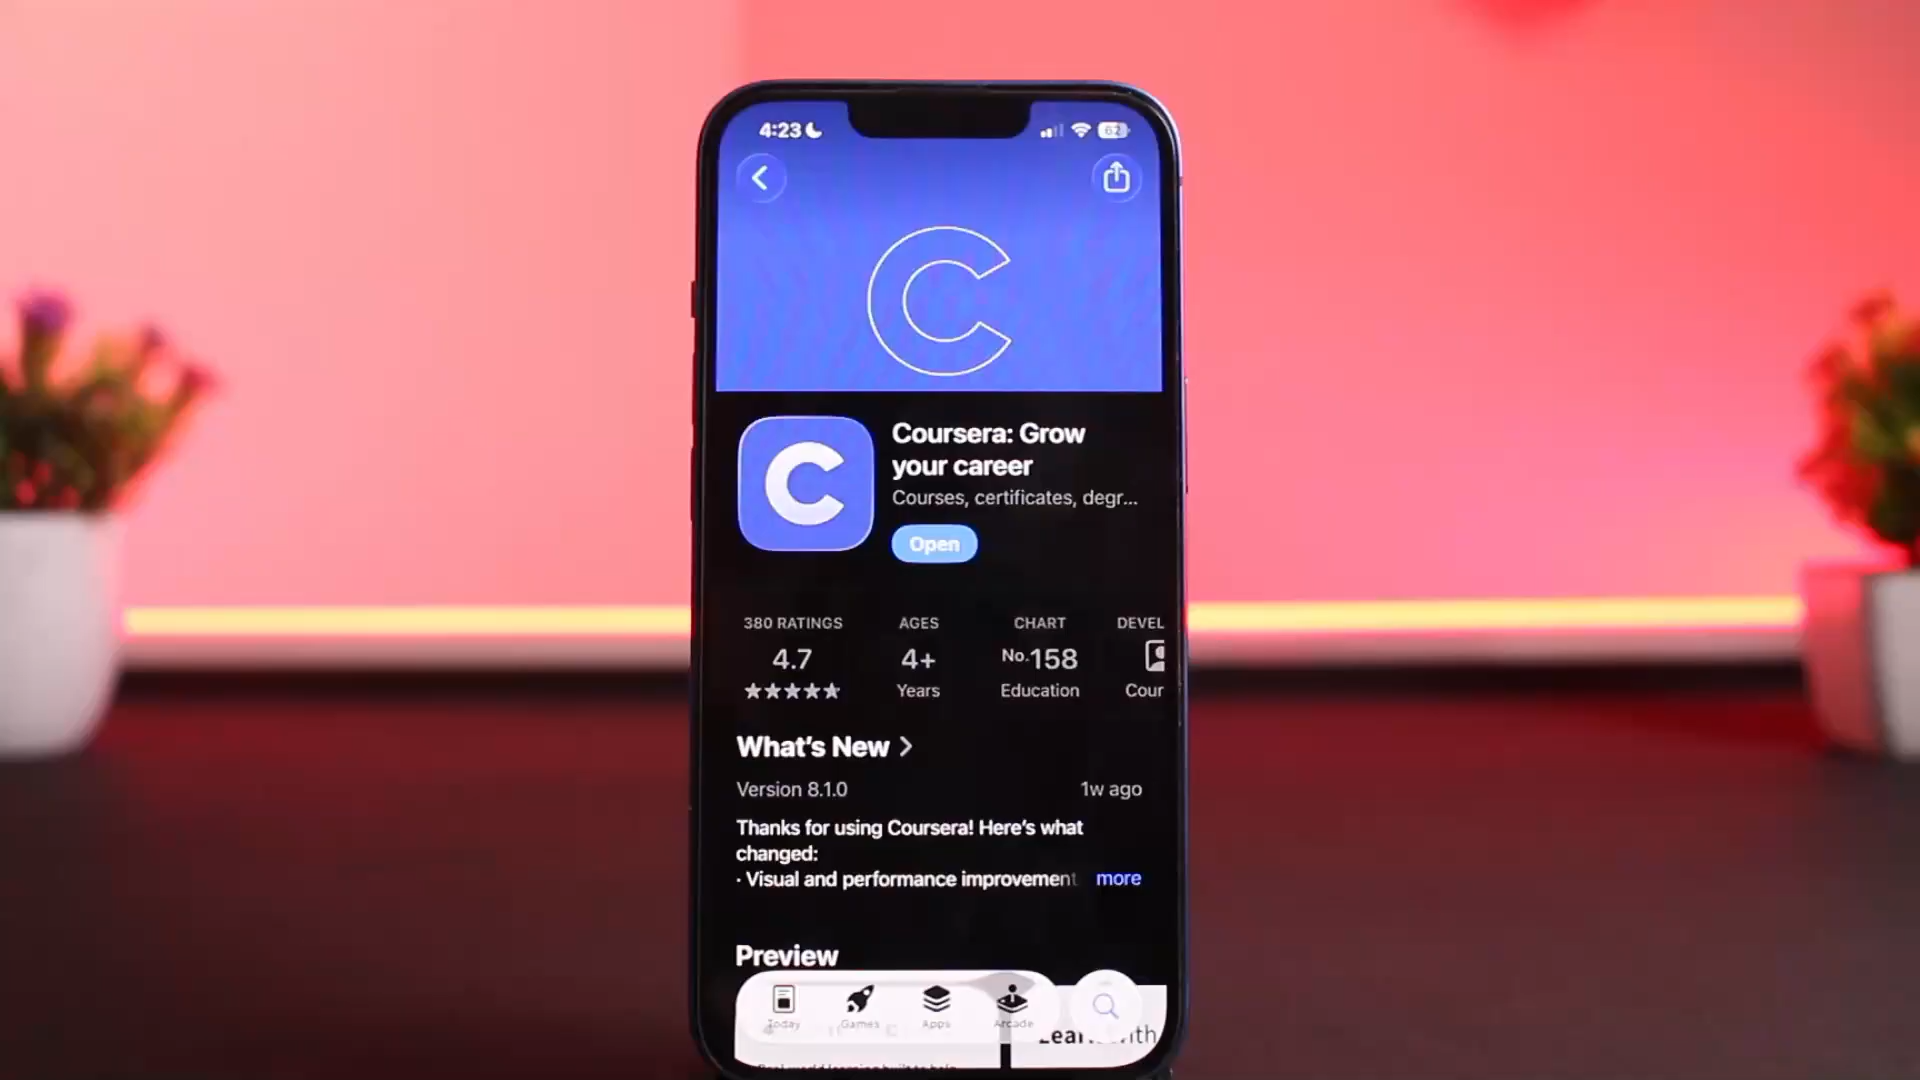 4:23
62
C
C
Coursera: Grow
your career
Courses, certificates, degr...
Open
380 RATINGS
4.7
AGES
4+
Years
CHART
No.158
Education
DEVEL
Cour
What's New
Version 8.1.0
1w ago
Thanks for using Coursera! Here's what
changed:
· Visual and performance improvement
more
Preview
Today
Games
Apps
Arcade